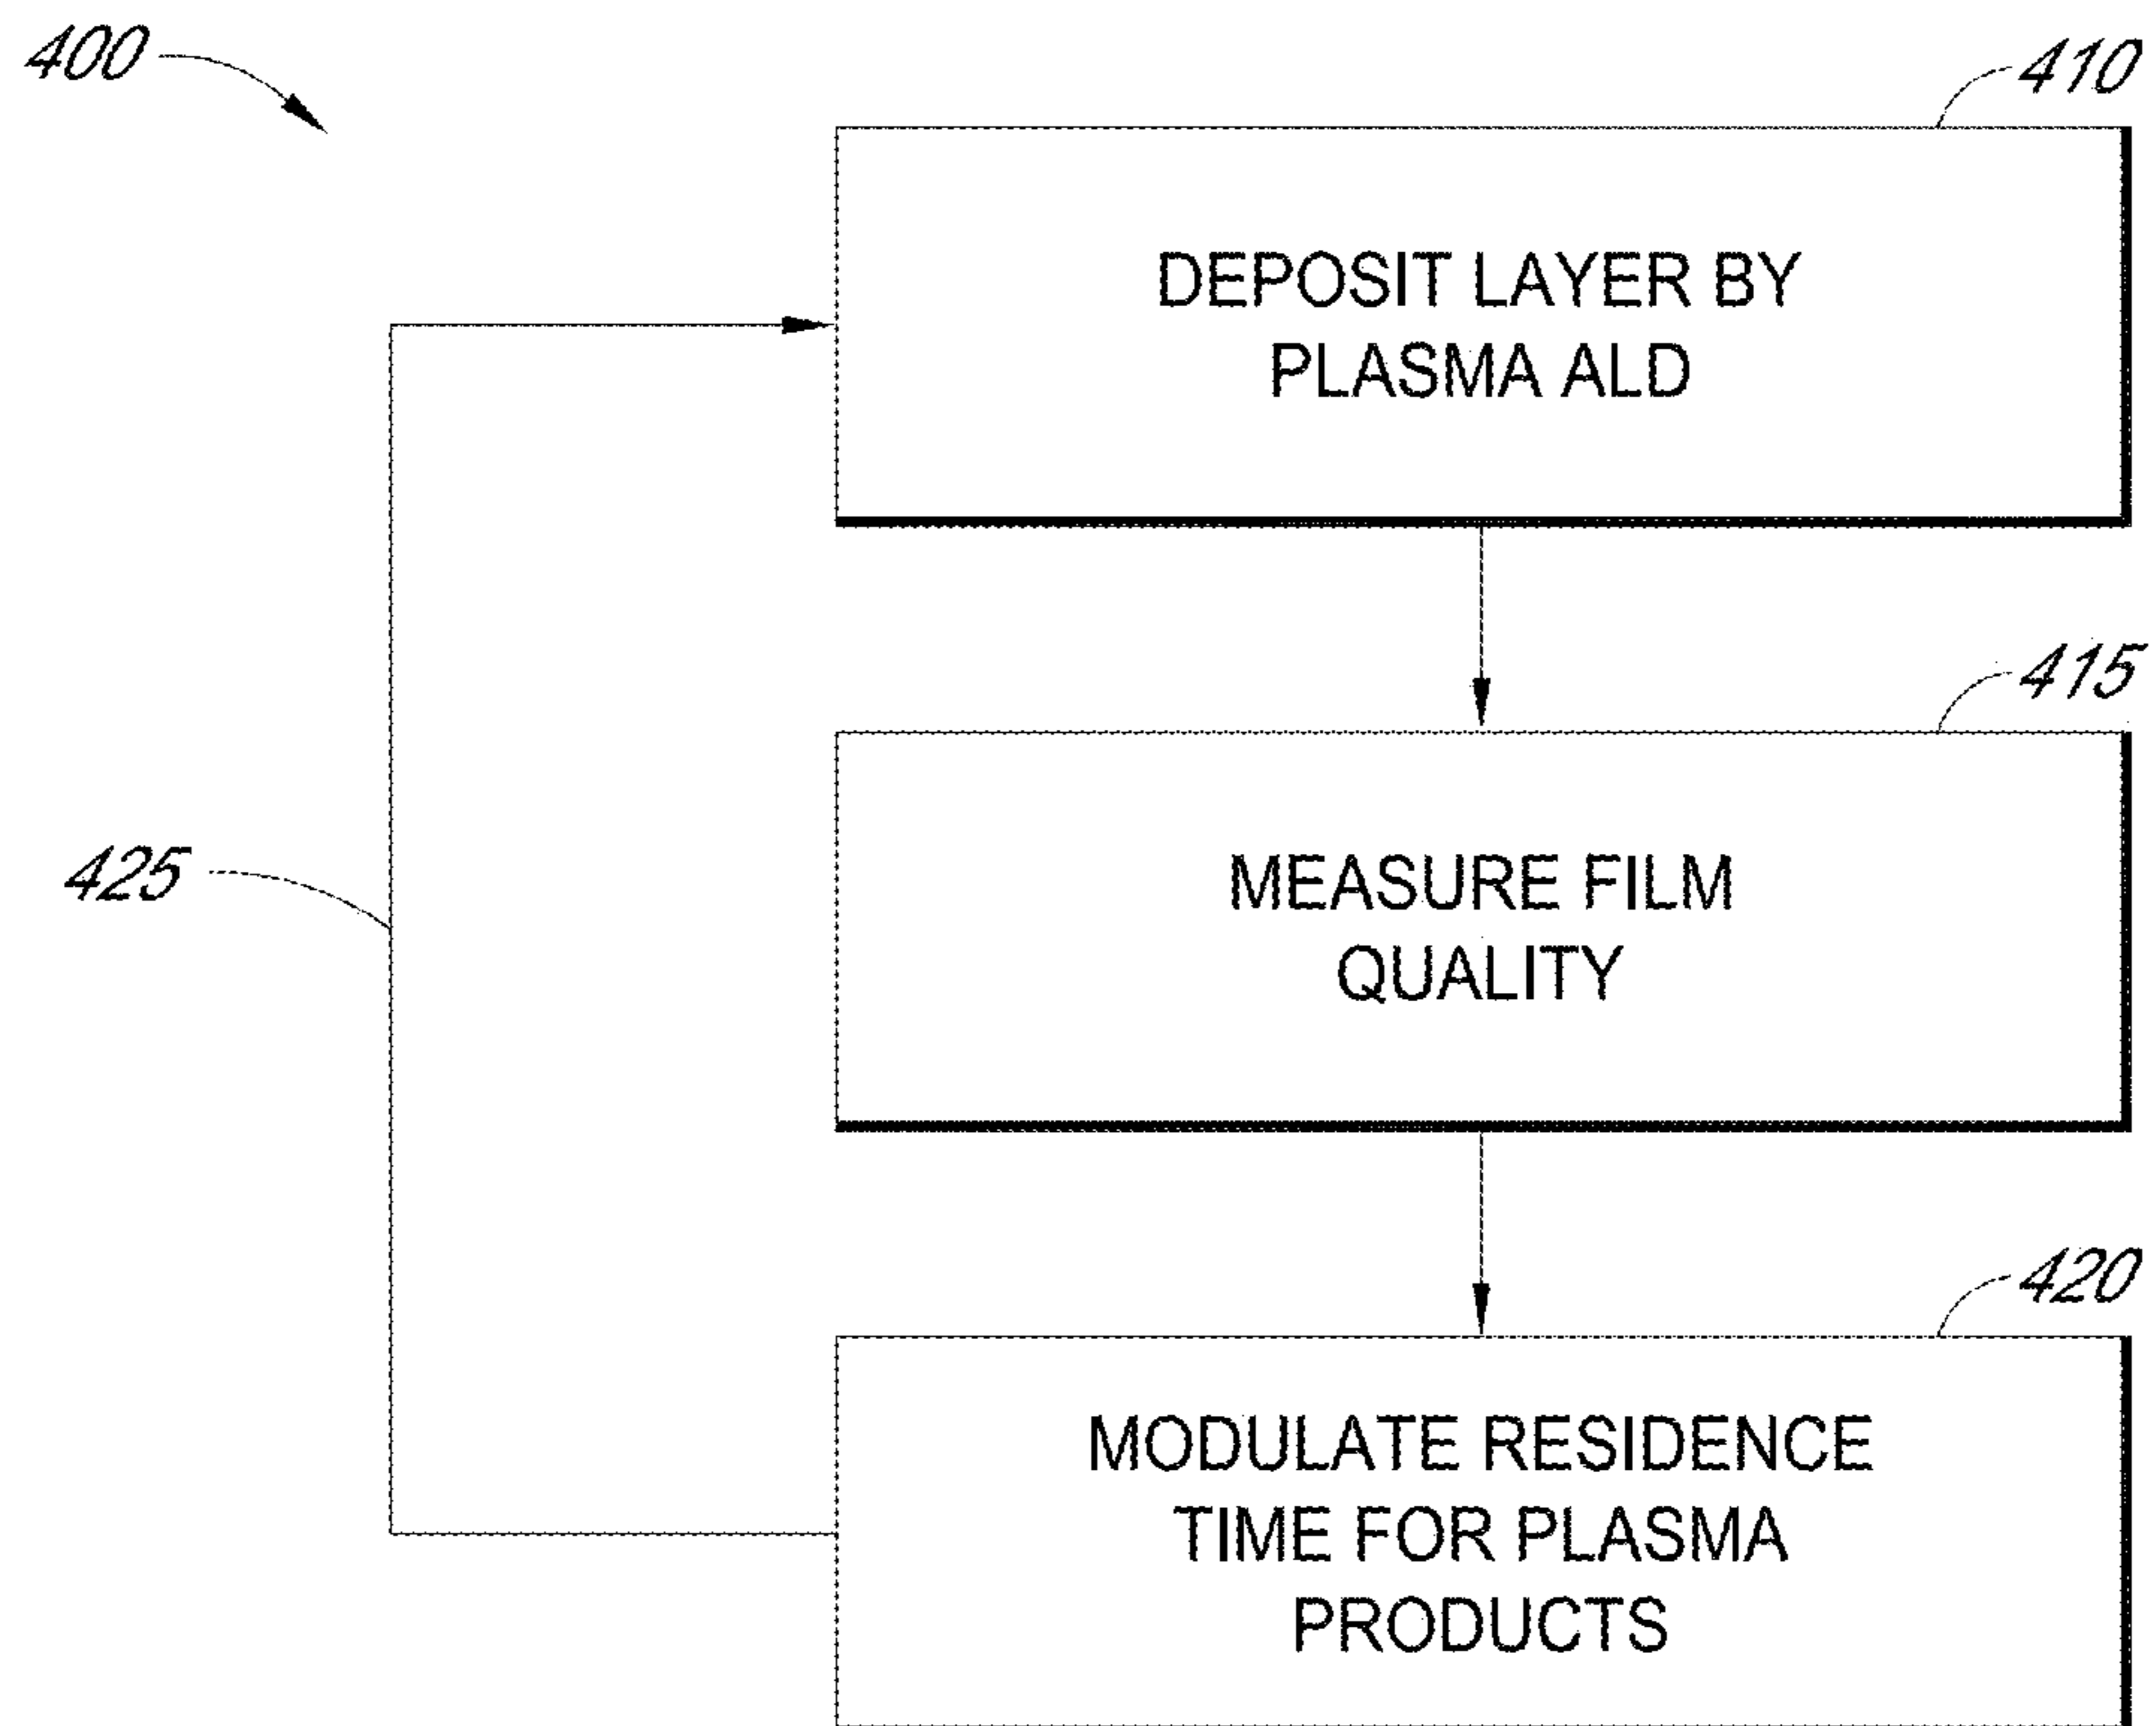 400
410
DEPOSIT LAYER BY
PLASMA ALD
415
MEASURE FILM
QUALITY
425
420
MODULATE RESIDENCE
TIME FOR PLASMA
PRODUCTS